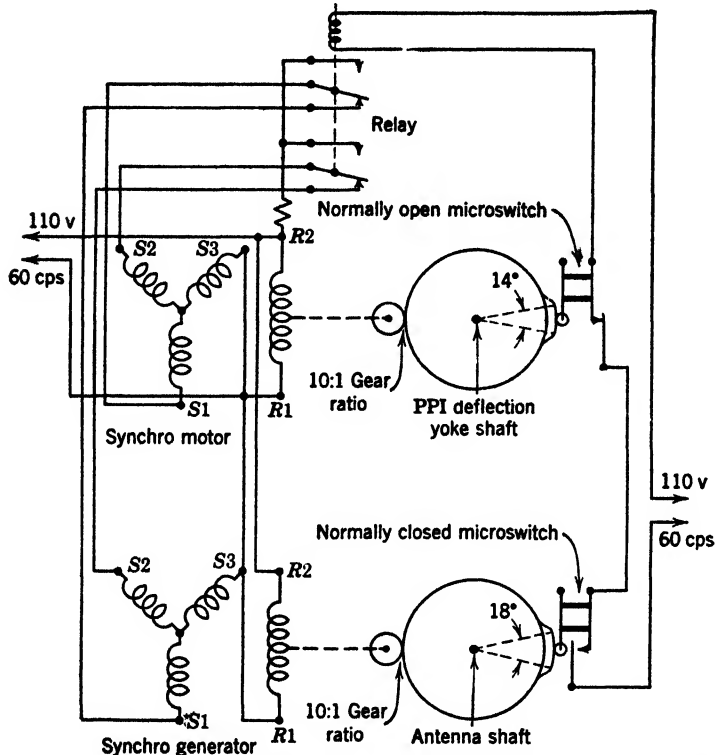 Relay
Normally open microswitch
110 v
S2
S3
R2
60 cps
14°
10:1 Gear
ratio
PPI deflection
yoke shaft
S1
R1
Synchro motor
110 v
60 cps
Normally closed microswitch
S2
S3
R2
18°
S1
R1
10:1 Gear
ratio
Antenna shaft
Synchro generator